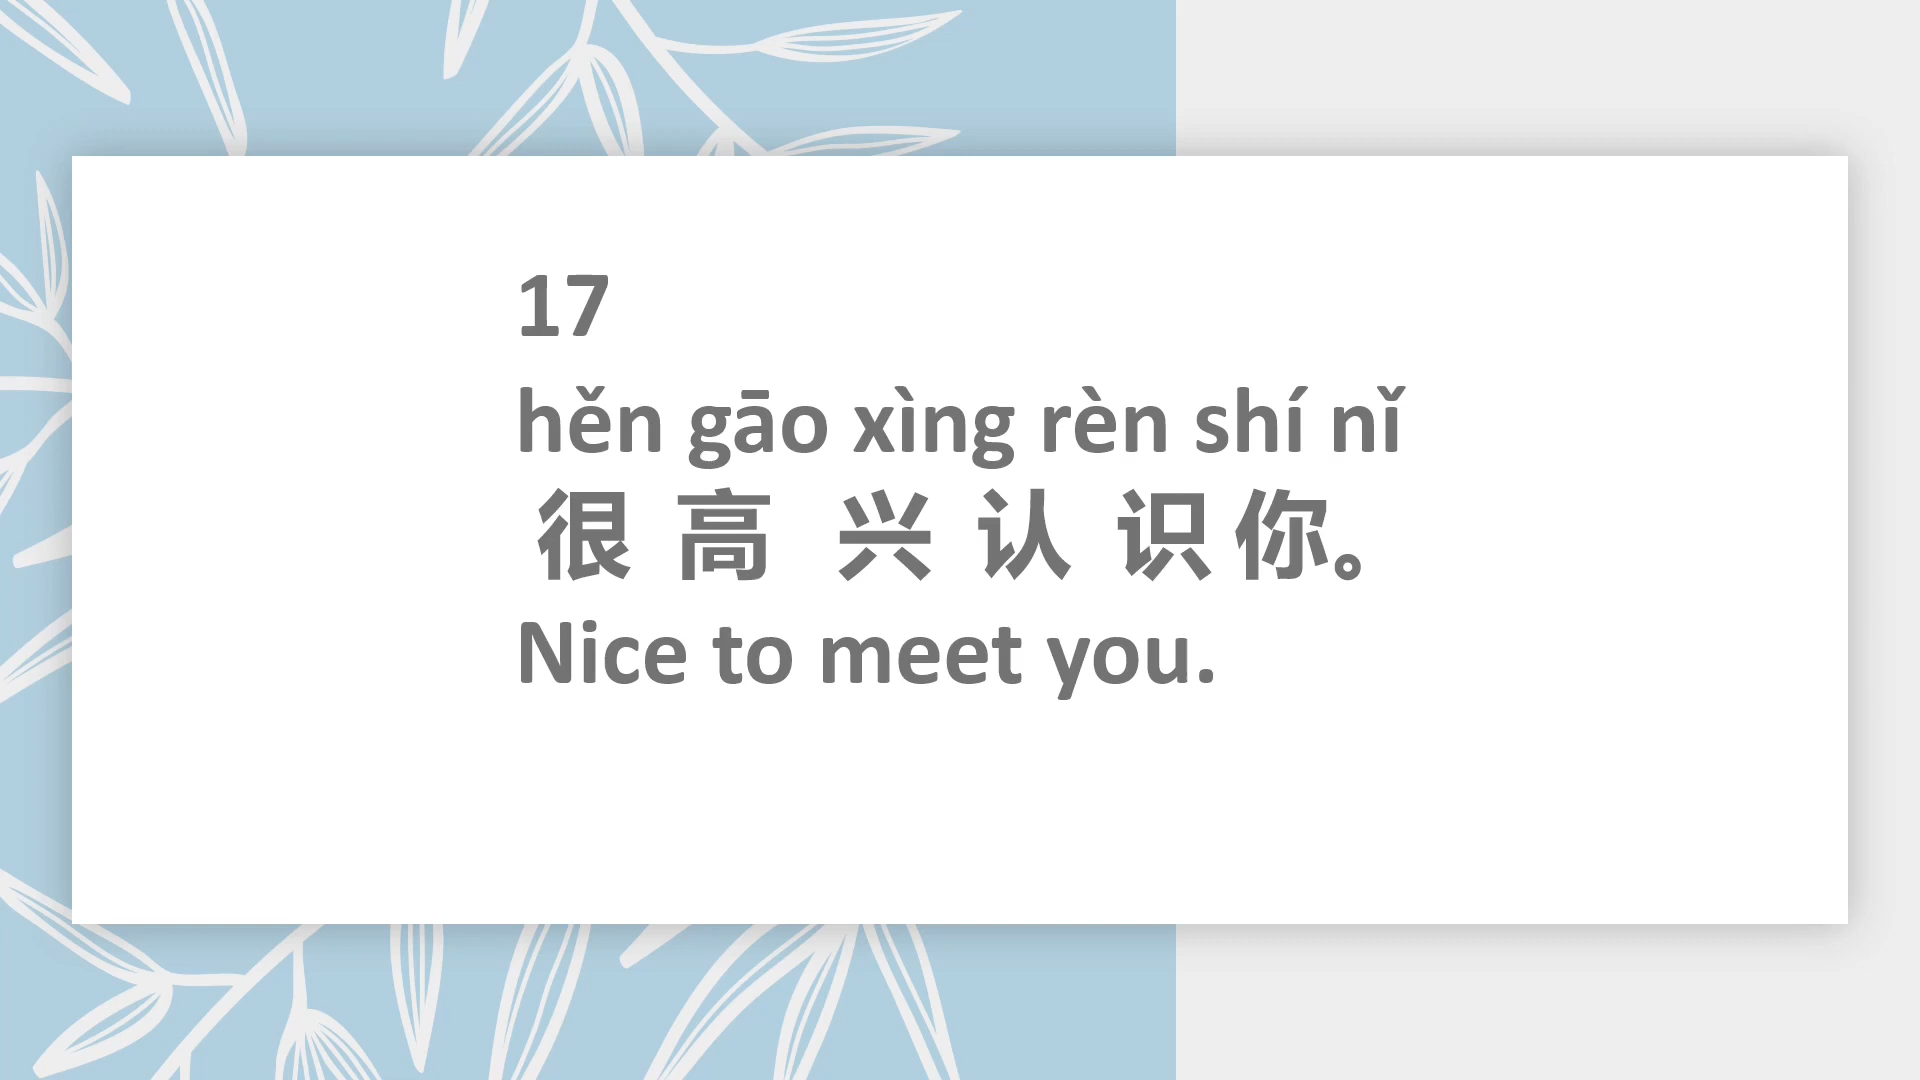 17
hěn gāo xìng rèn shí nǐ
很 高 兴 认 识 你。
Nice to meet you.